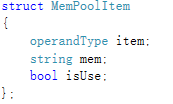 struct MemPoolItem
{
    operandType item;
    string mem;
    bool isUse;
};